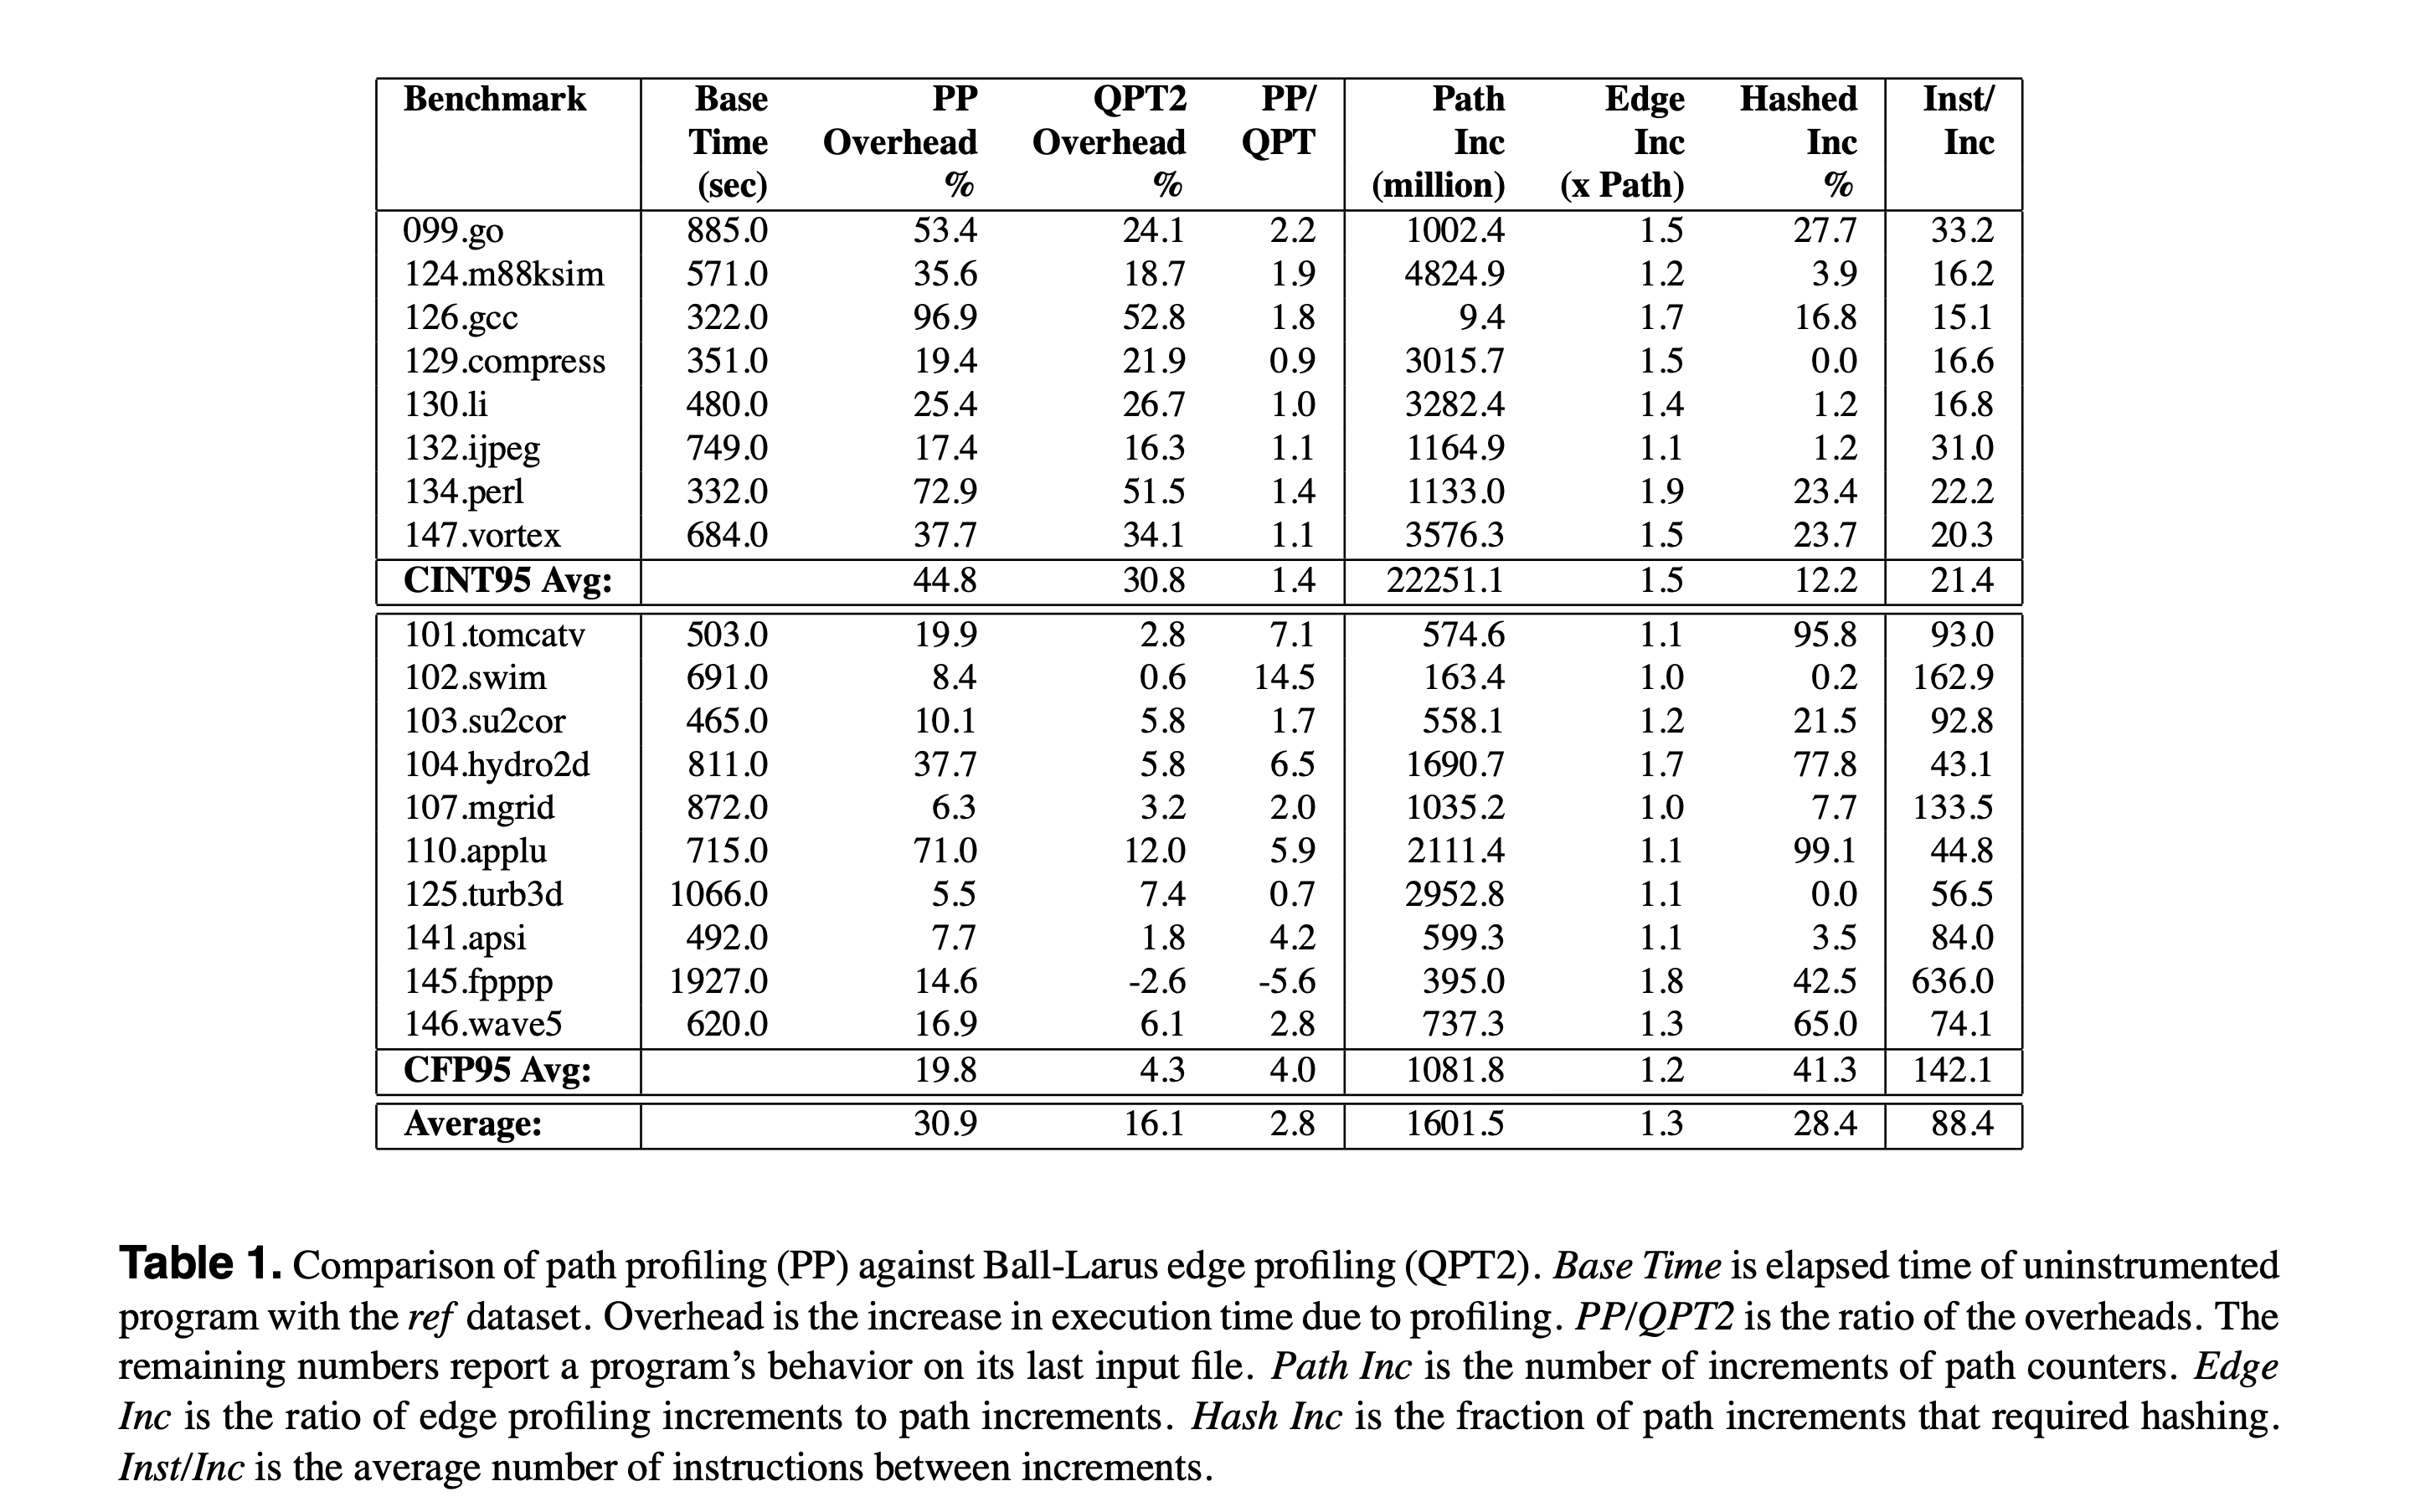 Benchmark Base PP QPT2 PP/ Path Edge Hashed Inst/
Time Overhead Overhead QPT Inc Inc Inc Inc
(sec) % % (million) (x Path) %
099.go 885.0 53.4 24.1 2.2 1002.4 1.5 27.7 33.2
124.m88ksim 571.0 35.6 18.7 1.9 4824.9 1.2 3.9 16.2
126.gcc 322.0 96.9 52.8 1.8 9.4 1.7 16.8 15.1
129.compress 351.0 19.4 21.9 0.9 3015.7 1.5 0.0 16.6
130.li 480.0 25.4 26.7 1.0 3282.4 1.4 1.2 16.8
132.ijpeg 749.0 17.4 16.3 1.1 1164.9 1.1 1.2 31.0
134.perl 332.0 72.9 51.5 1.4 1133.0 1.9 23.4 22.2
147.vortex 684.0 37.7 34.1 1.1 3576.3 1.5 23.7 20.3
CINT95 Avg: 44.8 30.8 1.4 22251.1 1.5 12.2 21.4
101.tomcatv 503.0 19.9 2.8 7.1 574.6 1.1 95.8 93.0
102.swim 691.0 8.4 0.6 14.5 163.4 1.0 0.2 162.9
103.su2cor 465.0 10.1 5.8 1.7 558.1 1.2 21.5 92.8
104.hydro2d 811.0 37.7 5.8 6.5 1690.7 1.7 77.8 43.1
107.mgrid 872.0 6.3 3.2 2.0 1035.2 1.0 7.7 133.5
110.applu 715.0 71.0 12.0 5.9 2111.4 1.1 99.1 44.8
125.turb3d 1066.0 5.5 7.4 0.7 2952.8 1.1 0.0 56.5
141.apsi 492.0 7.7 1.8 4.2 599.3 1.1 3.5 84.0
145.fpppp 1927.0 14.6 -2.6 -5.6 395.0 1.8 42.5 636.0
146.wave5 620.0 16.9 6.1 2.8 737.3 1.3 65.0 74.1
CFP95 Avg: 19.8 4.3 4.0 1081.8 1.2 41.3 142.1
Average: 30.9 16.1 2.8 1601.5 1.3 28.4 88.4
Table 1. Comparison of path profiling (PP) against Ball-Larus edge profiling (QPT2). Base Time is elapsed time of uninstrumented
program with the ref dataset. Overhead is the increase in execution time due to profiling. PP/QPT2 is the ratio of the overheads. The
remaining numbers report a program’s behavior on its last input file. Path Inc is the number of increments of path counters. Edge
Inc is the ratio of edge profiling increments to path increments. Hash Inc is the fraction of path increments that required hashing.
Inst/Inc is the average number of instructions between increments.